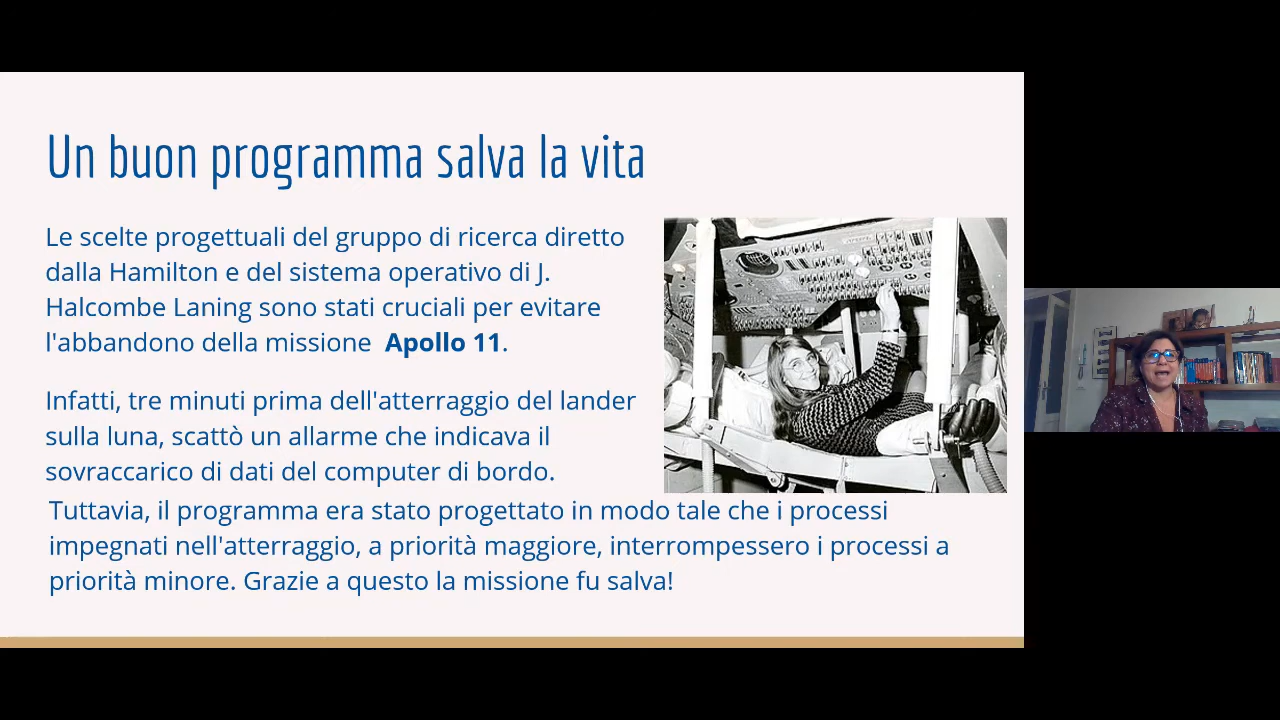 Un buon programma salva la vita
Le scelte progettuali del gruppo di ricerca diretto
dalla Hamilton e del sistema operativo di J.
Halcombe Laning sono stati cruciali per evitare
l'abbandono della missione Apollo 11.
Infatti, tre minuti prima dell'atterraggio del lander
sulla luna, scattò un allarme che indicava il
sovraccarico di dati del computer di bordo.
Tuttavia, il programma era stato progettato in modo tale che i processi
impegnati nell'atterraggio, a priorità maggiore, interrompessero i processi a
priorità minore. Grazie a questo la missione fu salva!